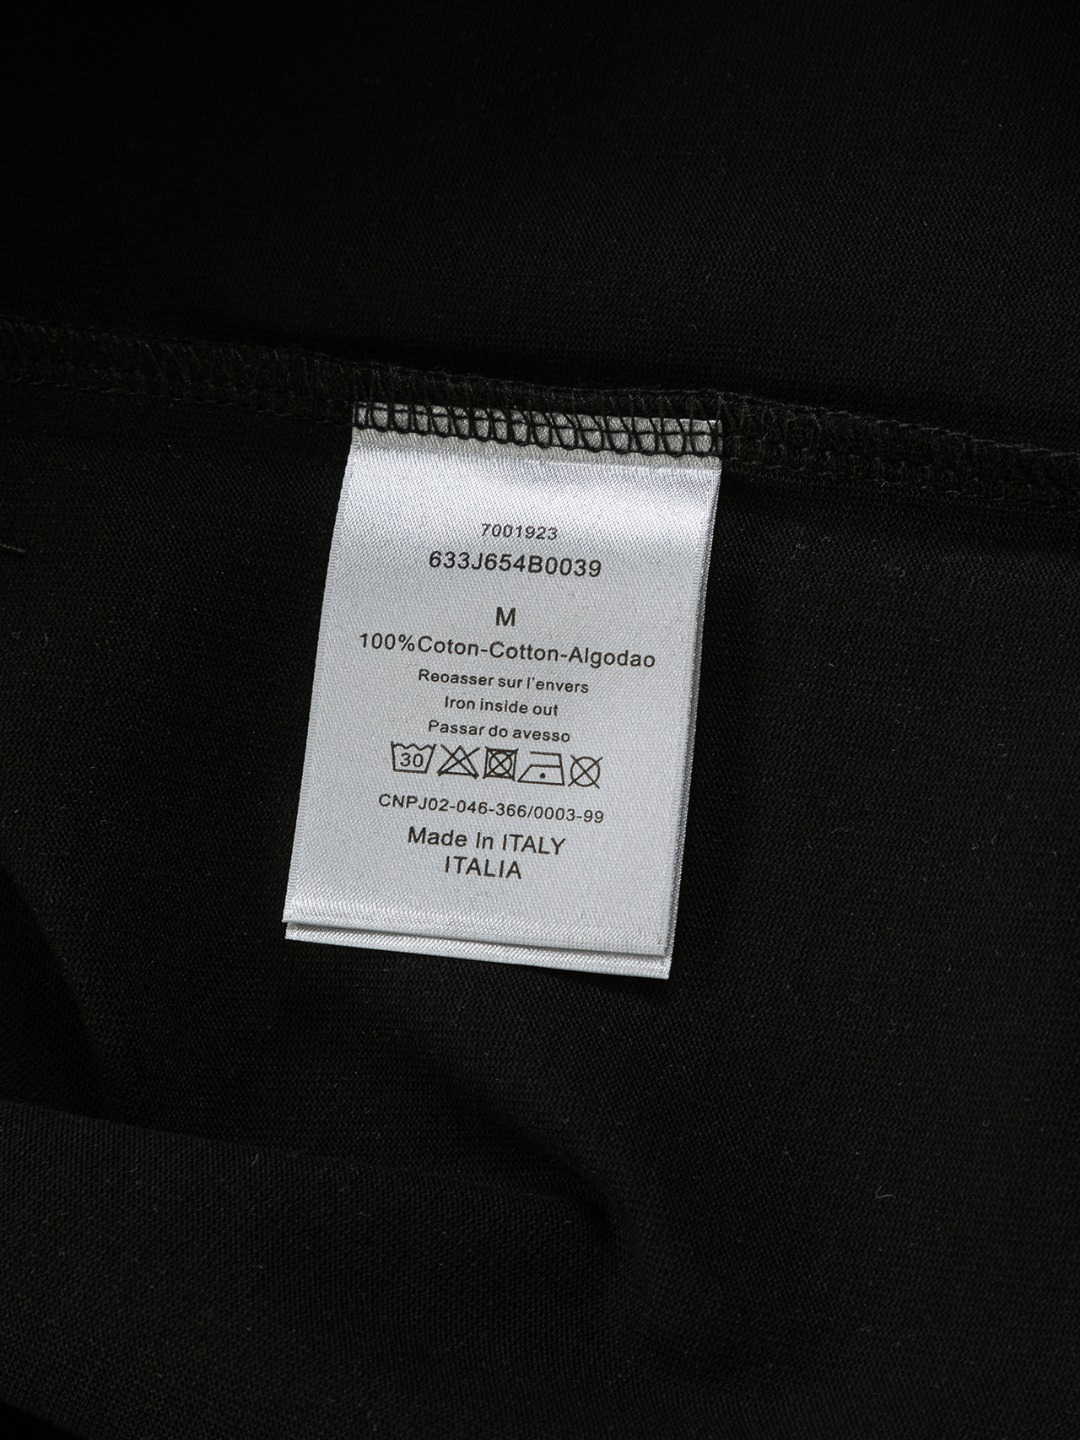 7001923
633J654B0039
M
100%Coton-Cotton-Algodao
Reoasser sur l'envers
Iron inside out
Passar do avesso
30
CNPJ02-046-366/0003-99
Made In ITALY
ITALIA